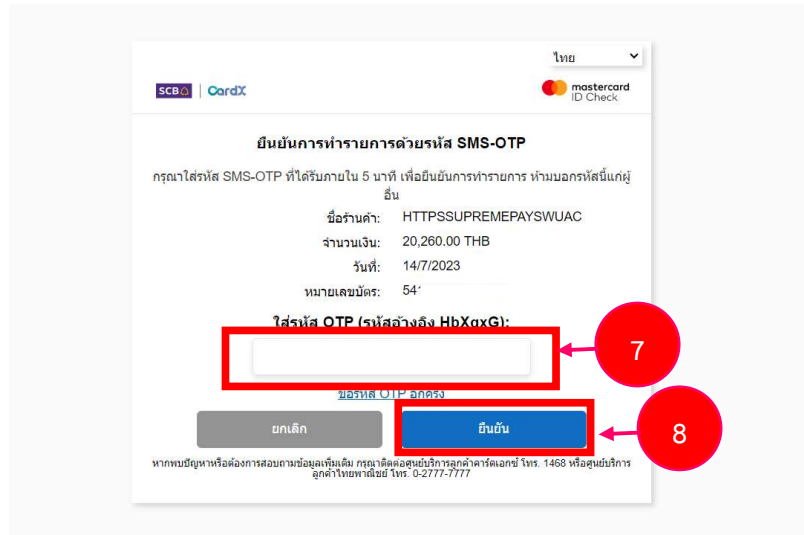 ไทย
SCB CardX
mastercard
ID Check
ยืนยันการทำรายการด้วยรหัส SMS-OTP
กรุณาใส่รหัส SMS-OTP ที่ได้รับภายใน 5 นาที เพื่อยืนยันการทำรายการ ห้ามบอกรหัสนี้แก่ผู้
อื่น
ชื่อร้านค้า: HTTPSSUPREMEPAYSWUAC
จำนวนเงิน: 20,260.00 THB
วันที่: 14/7/2023
หมายเลขบัตร: 54
ใส่รหัส OTP (รหัสอ้างอิง HbXqxG):
7
ขอรหัส OTP อีกครั้ง
ยกเลิก
ยืนยัน
8
หากพบปัญหาหรือต้องการสอบถามข้อมูลเพิ่มเติม กรุณาติดต่อศูนย์บริการลูกค้าคาร์ดเอกซ์ โทร. 1468 หรือศูนย์บริการ
ลูกค้าไทยพาณิชย์ โทร. 0-2777-7777